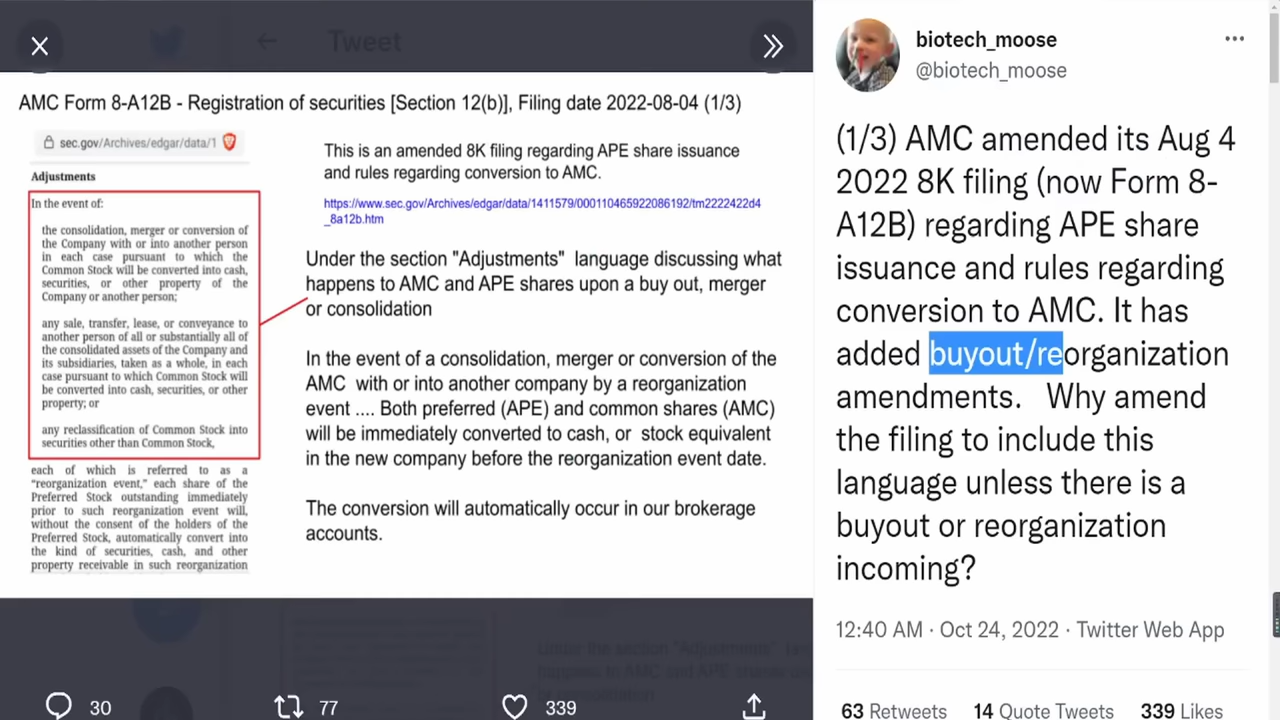 Tweet
AMC Form 8-A12B - Registration of securities [Section 12(b)], Filing date 2022-08-04 (1/3)
sec.gov/Archives/edgar/data/1
Adjustments
In the event of:
the consolidation, merger or conversion of
the Company with or into another person
in each case pursuant to which the
Common Stock will be converted into cash,
securities, or other property of the
Company or another person;
any sale, transfer, lease, or conveyance to
another person of all or substantially all of
the consolidated assets of the Company and
its subsidiaries, taken as a whole, in each
case pursuant to which Common Stock will
be converted into cash, securities, or other
property; or
any reclassification of Common Stock into
securities other than Common Stock,
each of which is referred to as a
“reorganization event,” each share of the
Preferred Stock outstanding immediately
prior to such reorganization event will,
without the consent of the holders of the
Preferred Stock, automatically convert into
the kind of securities, cash, and other
property receivable in such reorganization
This is an amended 8K filing regarding APE share issuance
and rules regarding conversion to AMC.
https://www.sec.gov/Archives/edgar/data/1411579/000110465922086192/tm2222422d4
_8a12b.htm
Under the section "Adjustments" language discussing what
happens to AMC and APE shares upon a buy out, merger
or consolidation
In the event of a consolidation, merger or conversion of the
AMC with or into another company by a reorganization
event .... Both preferred (APE) and common shares (AMC)
will be immediately converted to cash, or stock equivalent
in the new company before the reorganization event date.
The conversion will automatically occur in our brokerage
accounts.
30
77
339
biotech_moose
@biotech_moose
(1/3) AMC amended its Aug 4
2022 8K filing (now Form 8-
A12B) regarding APE share
issuance and rules regarding
conversion to AMC. It has
added buyout/reorganization
amendments. Why amend
the filing to include this
language unless there is a
buyout or reorganization
incoming?
12:40 AM · Oct 24, 2022 · Twitter Web App
63 Retweets 14 Quote Tweets 339 Likes